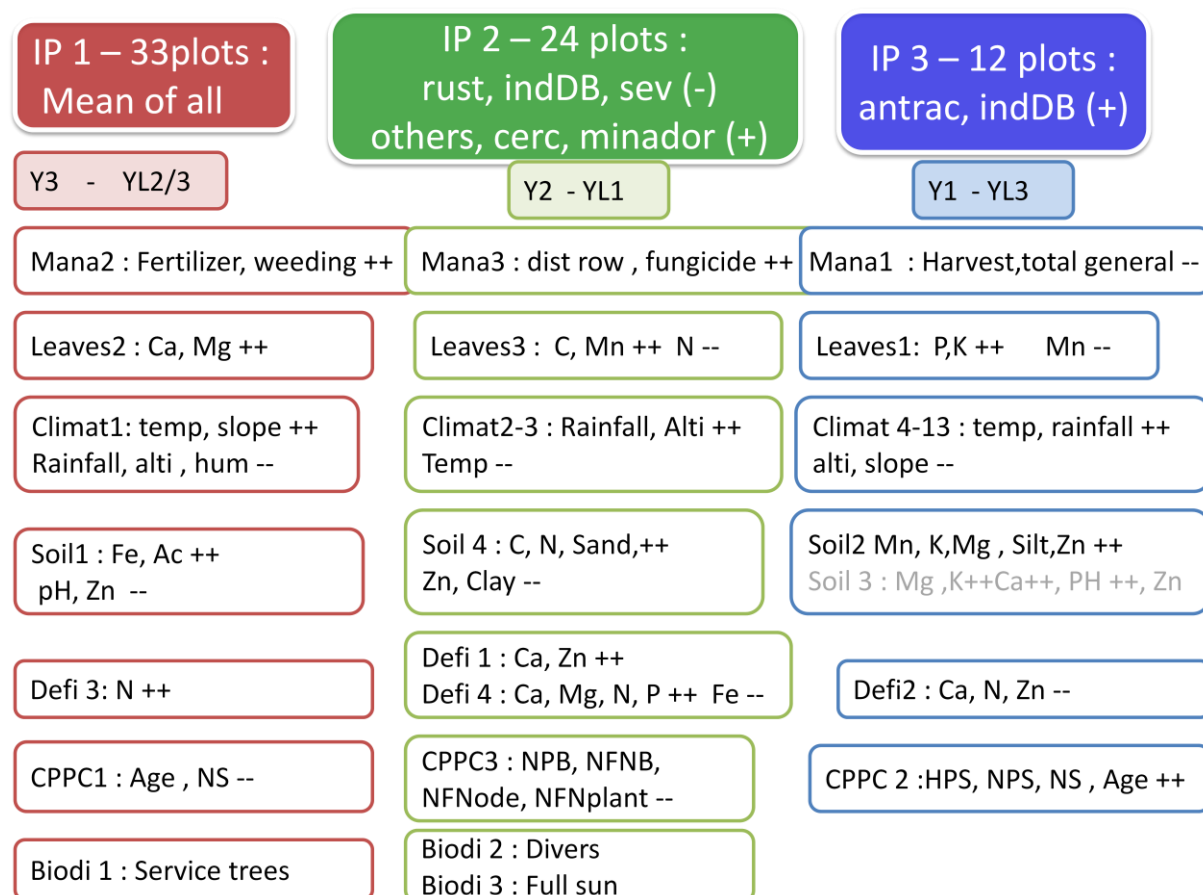 IP 1 – 33plots :
Mean of all
IP 2 – 24 plots :
rust, indDB, sev (-)
others, cerc, minador (+)
IP 3 – 12 plots :
antrac, indDB (+)
Y3 - YL2/3
Y2 - YL1
Y1 - YL3
Mana2 : Fertilizer, weeding ++
Mana3 : dist row , fungicide ++
Mana1 : Harvest,total general --
Leaves2 : Ca, Mg ++
Leaves3 : C, Mn ++ N --
Leaves1: P,K ++ Mn --
Climat1: temp, slope ++
Rainfall, alti , hum --
Climat2-3 : Rainfall, Alti ++
Temp --
Climat 4-13 : temp, rainfall ++
alti, slope --
Soil1 : Fe, Ac ++
pH, Zn --
Soil 4 : C, N, Sand,++
Zn, Clay --
Soil2 Mn, K,Mg , Silt,Zn ++
Soil 3 : Mg ,K++Ca++, PH ++, Zn
Defi 3: N ++
Defi 1 : Ca, Zn ++
Defi 4 : Ca, Mg, N, P ++ Fe --
Defi2 : Ca, N, Zn --
CPPC1 : Age , NS --
CPPC3 : NPB, NFNB,
NFNode, NFNplant --
CPPC 2 :HPS, NPS, NS , Age ++
Biodi 1 : Service trees
Biodi 2 : Divers
Biodi 3 : Full sun